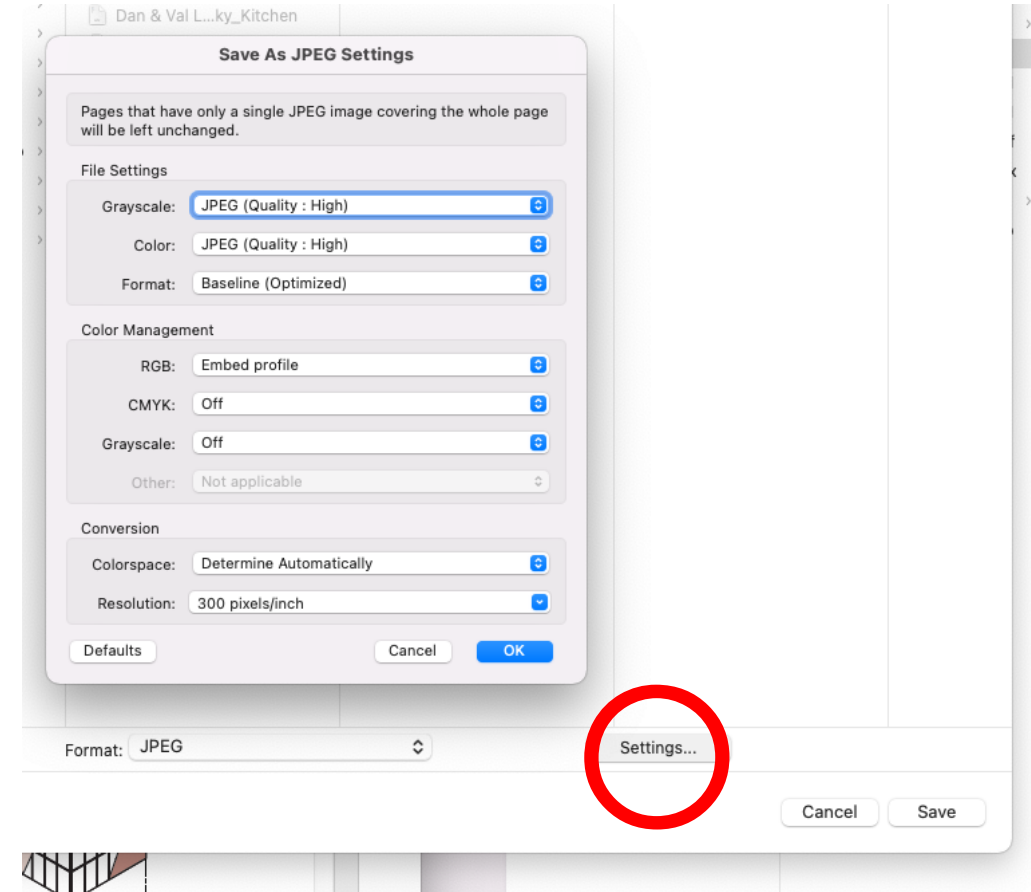 Dan & Val L...ky_Kitchen
Save As JPEG Settings
Pages that have only a single JPEG image covering the whole page
will be left unchanged.
File Settings
Grayscale: JPEG (Quality : High)
Color: JPEG (Quality : High)
Format: Baseline (Optimized)
Color Management
RGB: Embed profile
CMYK: Off
Grayscale: Off
Other: Not applicable
Conversion
Colorspace: Determine Automatically
Resolution: 300 pixels/inch
Defaults Cancel OK
Format: JPEG Settings...
Cancel Save